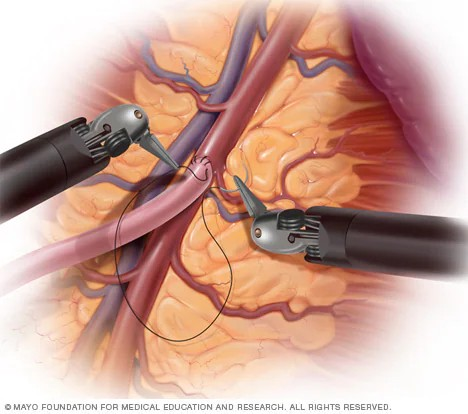 © MAYO FOUNDATION FOR MEDICAL EDUCATION AND RESEARCH. ALL RIGHTS RESERVED.